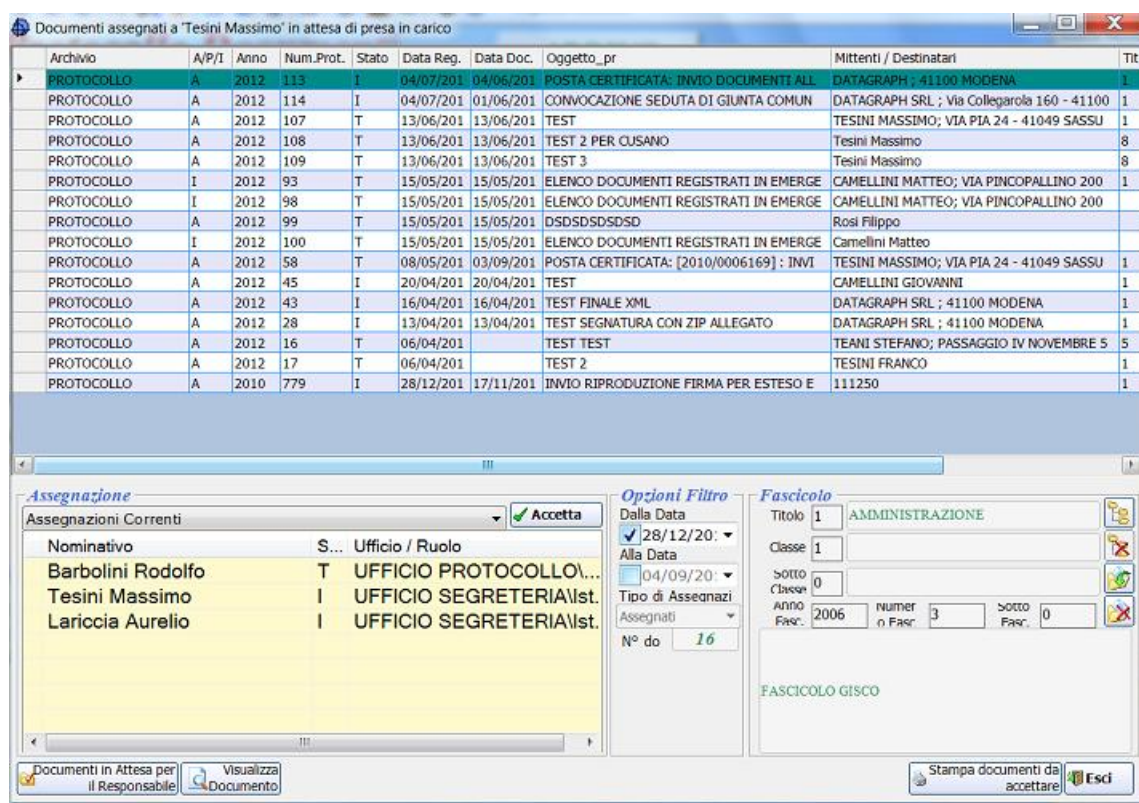 Documenti assegnati a 'Tesini Massimo' in attesa di presa in carico
Archivio A/P/I Anno Num.Prot. Stato Data Reg. Data Doc. Oggetto_pr Mittenti / Destinatari Tit
PROTOCOLLO A 2012 113 I 04/07/201 04/06/201 POSTA CERTIFICATA: INVIO DOCUMENTI ALL DATAGRAPH ; 41100 MODENA 1
PROTOCOLLO A 2012 114 I 04/07/201 01/06/201 CONVOCAZIONE SEDUTA DI GIUNTA COMUN DATAGRAPH SRL ; Via Collegarola 160 - 41100 1
PROTOCOLLO A 2012 107 T 13/06/201 13/06/201 TEST TESINI MASSIMO; VIA PIA 24 - 41049 SASSU 1
PROTOCOLLO A 2012 108 T 13/06/201 13/06/201 TEST 2 PER CUSANO Tesini Massimo 8
PROTOCOLLO A 2012 109 T 13/06/201 13/06/201 TEST 3 Tesini Massimo 8
PROTOCOLLO I 2012 93 T 15/05/201 15/05/201 ELENCO DOCUMENTI REGISTRATI IN EMERGE CAMELLINI MATTEO; VIA PINCOPALLINO 200 1
PROTOCOLLO I 2012 98 T 15/05/201 15/05/201 ELENCO DOCUMENTI REGISTRATI IN EMERGE CAMELLINI MATTEO; VIA PINCOPALLINO 200
PROTOCOLLO A 2012 99 T 15/05/201 15/05/201 DSDSDSDSDSD Rosi Filippo
PROTOCOLLO I 2012 100 T 15/05/201 15/05/201 ELENCO DOCUMENTI REGISTRATI IN EMERGE Camellini Matteo
PROTOCOLLO A 2012 58 T 08/05/201 03/09/201 POSTA CERTIFICATA: [2010/0006169] : INVI TESINI MASSIMO; VIA PIA 24 - 41049 SASSU 1
PROTOCOLLO A 2012 45 I 20/04/201 20/04/201 TEST CAMELLINI GIOVANNI 1
PROTOCOLLO A 2012 43 I 16/04/201 16/04/201 TEST FINALE XML DATAGRAPH SRL ; 41100 MODENA 1
PROTOCOLLO A 2012 28 I 13/04/201 13/04/201 TEST SEGNATURA CON ZIP ALLEGATO DATAGRAPH SRL ; 41100 MODENA 1
PROTOCOLLO A 2012 16 T 06/04/201 TEST TEST TEANI STEFANO; PASSAGGIO IV NOVEMBRE 5 5
PROTOCOLLO A 2012 17 T 06/04/201 TEST 2 TESINI FRANCO 1
PROTOCOLLO A 2010 779 I 28/12/201 17/11/201 INVIO RIPRODUZIONE FIRMA PER ESTESO E 111250 1
Assegnazione
Assegnazioni Correnti Accetta
Nominativo S... Ufficio / Ruolo
Barbolini Rodolfo T UFFICIO PROTOCOLLO\...
Tesini Massimo I UFFICIO SEGRETERIA\Ist.
Lariccia Aurelio I UFFICIO SEGRETERIA\Ist.
Opzioni Filtro
Dalla Data
28/12/20:
Alla Data
04/09/20:
Tipo di Assegnazi
Assegnati
N° do 16
Fascicolo
Titolo 1 AMMINISTRAZIONE
Classe 1
Sotto Classe 0
Anno Fasc. 2006 Numer o Fasc 3 Sotto Fasc. 0
FASCICOLO GISCO
Documenti in Attesa per il Responsabile
Visualizza Documento
Stampa documenti da accettare
Esci